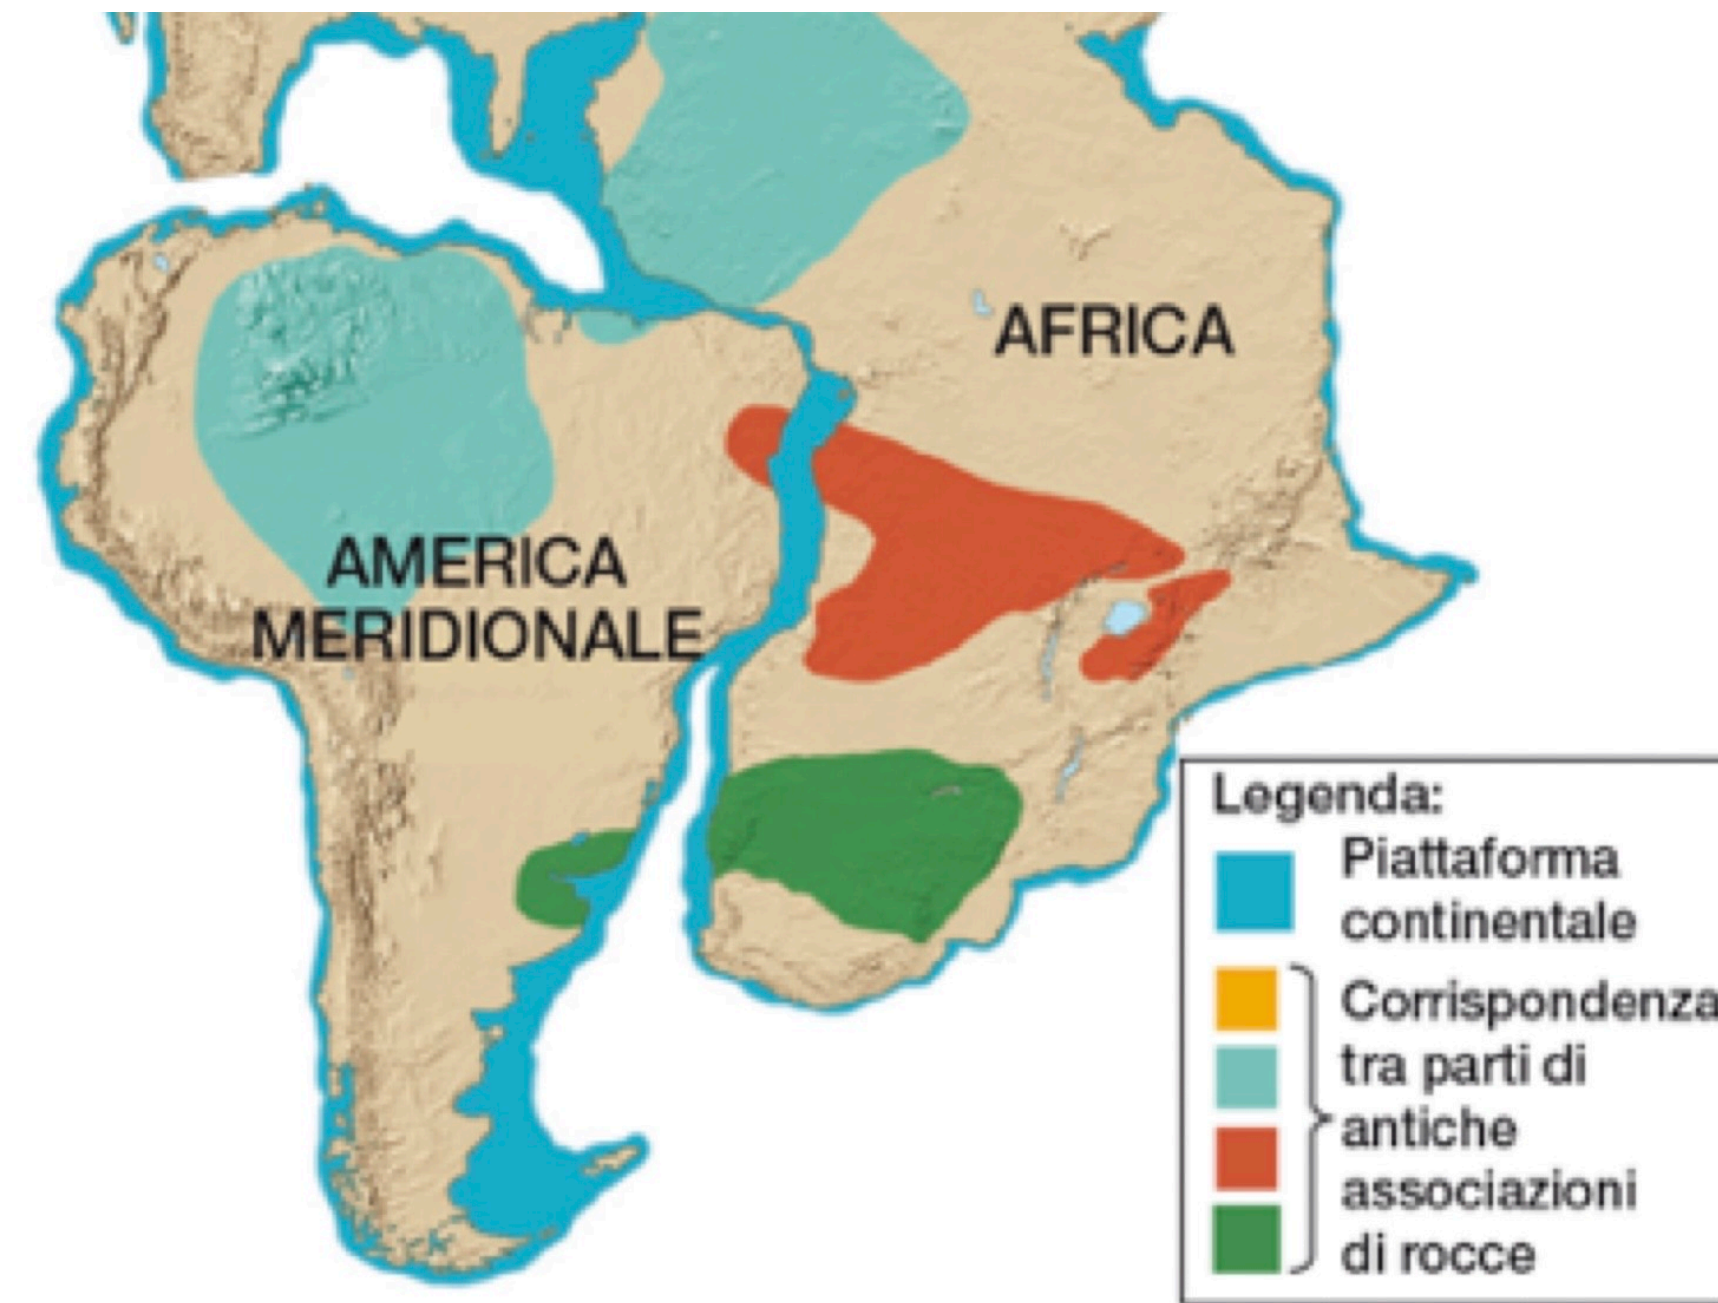 AFRICA
AMERICA
MERIDIONALE
Legenda:
Piattaforma
continentale
Corrispondenza
tra parti di
antiche
associazioni
di rocce